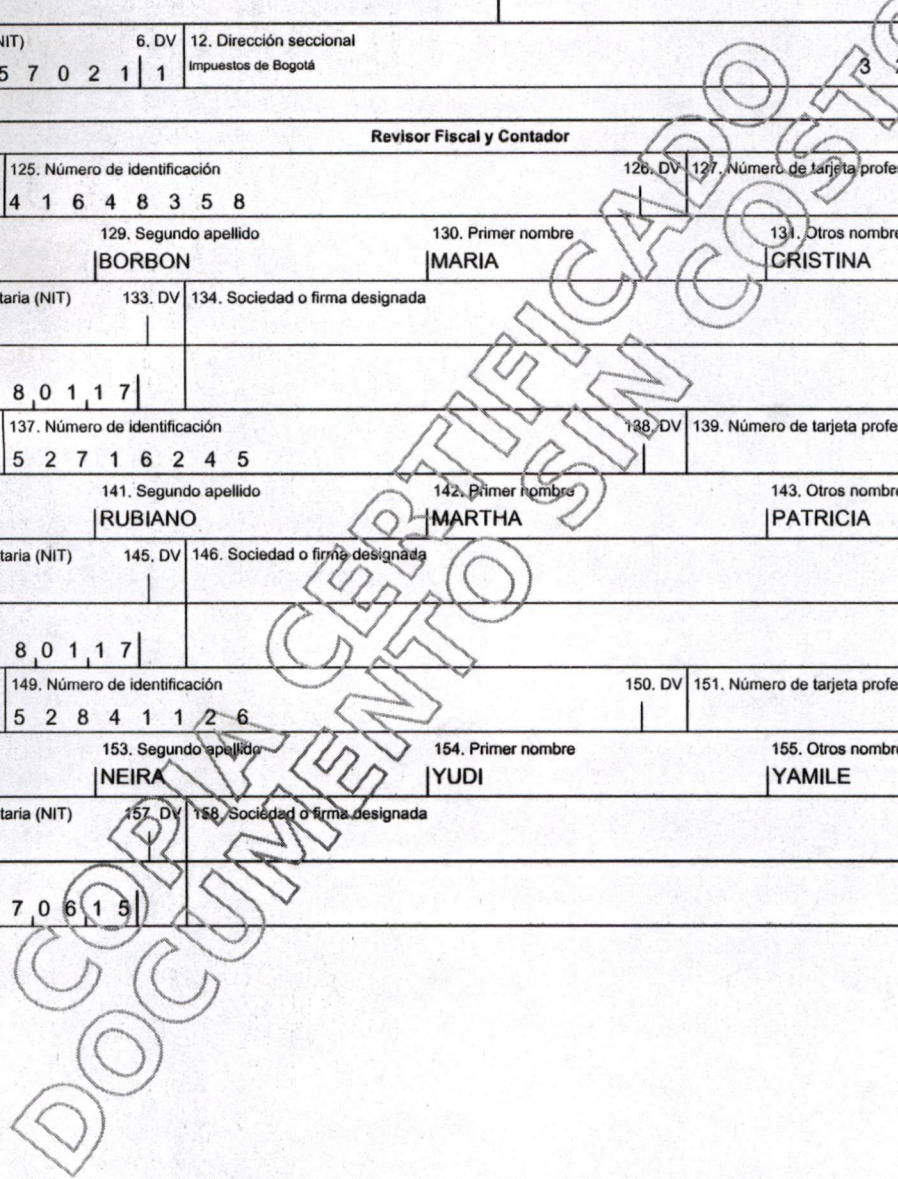 NIT) 6. DV 12. Dirección seccional
5 7 0 2 1 1 Impuestos de Bogotá 3
Revisor Fiscal y Contador
125. Número de identificación 126. DV 127. Número de tarjeta profe
4 1 6 4 8 3 5 8
129. Segundo apellido 130. Primer nombre 131. Otros nombre
BORBON MARIA CRISTINA
taria (NIT) 133. DV 134. Sociedad o firma designada
8 0 1 1 7
137. Número de identificación 138. DV 139. Número de tarjeta profe
5 2 7 1 6 2 4 5
141. Segundo apellido 142. Primer nombre 143. Otros nombre
RUBIANO MARTHA PATRICIA
taria (NIT) 145. DV 146. Sociedad o firma designada
8 0 1 1 7
149. Número de identificación 150. DV 151. Número de tarjeta profe
5 2 8 4 1 1 2 6
153. Segundo apellido 154. Primer nombre 155. Otros nombre
NEIRA YUDI YAMILE
taria (NIT) 157. DV 158. Sociedad o firma designada
7 0 6 1 5
COPIA CERTIFICADO
DOCUMENTO SIN COSTO